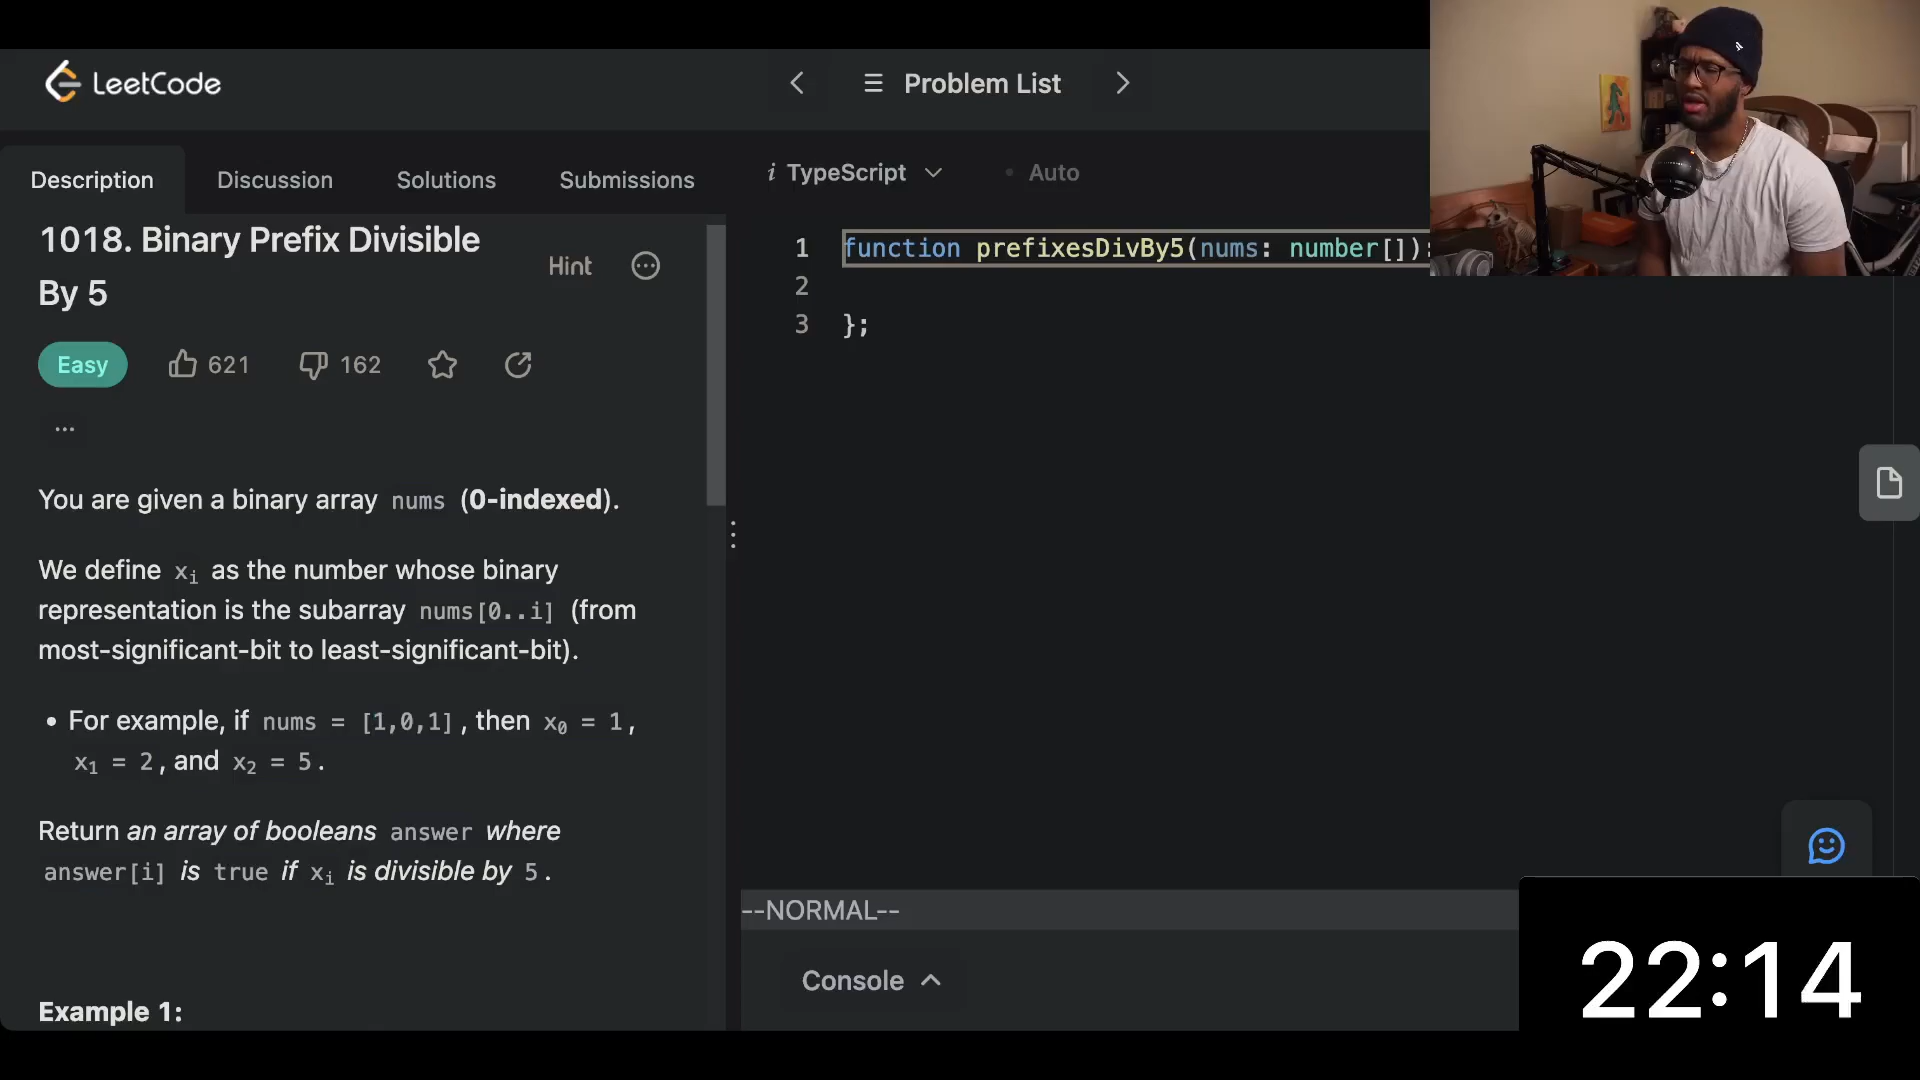 LeetCode
Problem List
Description
Discussion
Solutions
Submissions
i TypeScript
Auto
1018. Binary Prefix Divisible
By 5
Hint
Easy
621
162
...
You are given a binary array nums (0-indexed).
We define xi as the number whose binary
representation is the subarray nums[0..i] (from
most-significant-bit to least-significant-bit).
• For example, if nums = [1,0,1], then x0 = 1,
x1 = 2, and x2 = 5.
Return an array of booleans answer where
answer[i] is true if xi is divisible by 5.
Example 1:
1 function prefixesDivBy5(nums: number[]):
2
3 };
--NORMAL--
Console
22:14